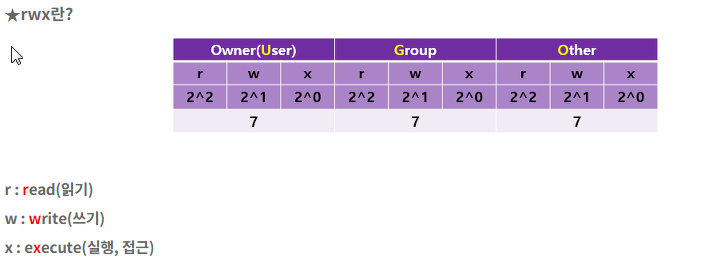 ★rwx란?
Owner(User) Group Other
r w x r w x r w x
2^2 2^1 2^0 2^2 2^1 2^0 2^2 2^1 2^0
7 7 7
r : read(읽기)
w : write(쓰기)
x : execute(실행, 접근)